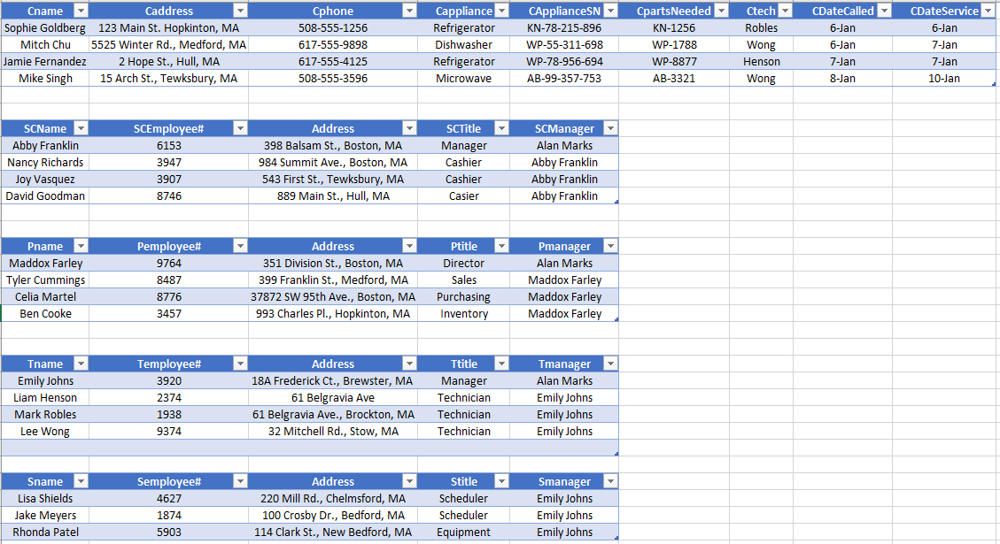 Cname Caddress Cphone Cappliance CApplianceSN CpartsNeeded Ctech CDateCalled CDateService
Sophie Goldberg 123 Main St. Hopkinton, MA 508-555-1256 Refrigerator KN-78-215-896 KN-1256 Robles 6-Jan 6-Jan
Mitch Chu 5525 Winter Rd., Medford, MA 617-555-9898 Dishwasher WP-55-311-698 WP-1788 Wong 6-Jan 7-Jan
Jamie Fernandez 2 Hope St., Hull, MA 617-555-4125 Refrigerator WP-78-956-694 WP-8877 Henson 7-Jan 7-Jan
Mike Singh 15 Arch St., Tewksbury, MA 508-555-3596 Microwave AB-99-357-753 AB-3321 Wong 8-Jan 10-Jan
SCName SCEmployee# Address SCTitle SCManager
Abby Franklin 6153 398 Balsam St., Boston, MA Manager Alan Marks
Nancy Richards 3947 984 Summit Ave., Boston, MA Cashier Abby Franklin
Joy Vasquez 3907 543 First St., Tewksbury, MA Cashier Abby Franklin
David Goodman 8746 889 Main St., Hull, MA Casier Abby Franklin
Pname Pemployee# Address Ptitle Pmanager
Maddox Farley 9764 351 Division St., Boston, MA Director Alan Marks
Tyler Cummings 8487 399 Franklin St., Medford, MA Sales Maddox Farley
Celia Martel 8776 37872 SW 95th Ave., Boston, MA Purchasing Maddox Farley
Ben Cooke 3457 993 Charles Pl., Hopkinton, MA Inventory Maddox Farley
Tname Temployee# Address Ttitle Tmanager
Emily Johns 3920 18A Frederick Ct., Brewster, MA Manager Alan Marks
Liam Henson 2374 61 Belgravia Ave Technician Emily Johns
Mark Robles 1938 61 Belgravia Ave., Brockton, MA Technician Emily Johns
Lee Wong 9374 32 Mitchell Rd., Stow, MA Technician Emily Johns
Sname Semployee# Address Stitle Smanager
Lisa Shields 4627 220 Mill Rd., Chelmsford, MA Scheduler Emily Johns
Jake Meyers 1874 100 Crosby Dr., Bedford, MA Scheduler Emily Johns
Rhonda Patel 5903 114 Clark St., New Bedford, MA Equipment Emily Johns